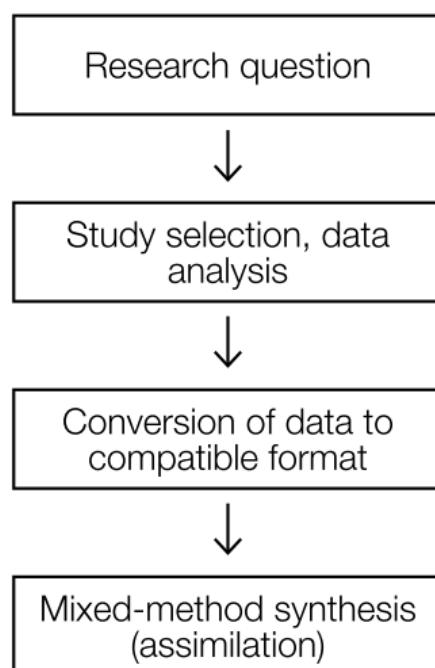 Research question
Study selection, data
analysis
Conversion of data to
compatible format
Mixed-method synthesis
(assimilation)